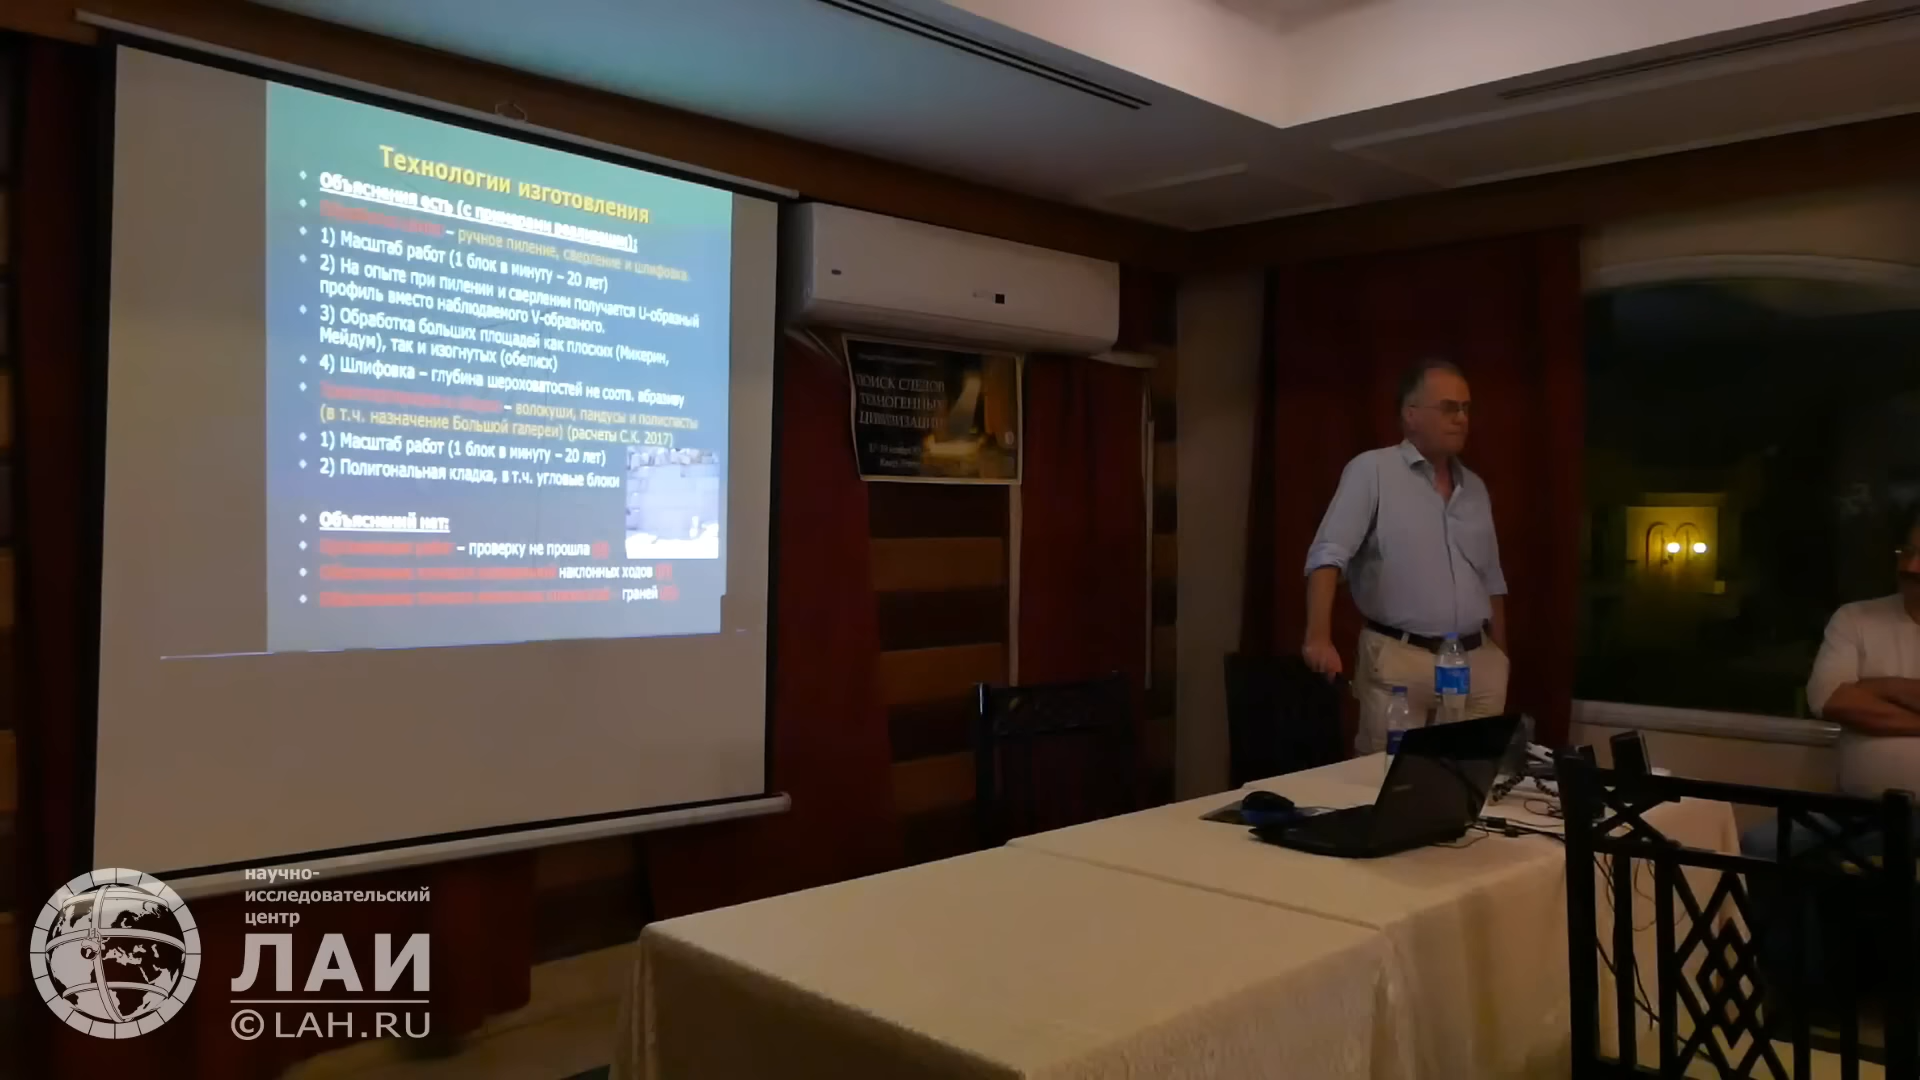 Технологии изготовления
Объяснения есть (с примерами реализации):
– ручное пиление, сверление и шлифовка.
1) Масштаб работ (1 блок в минуту – 20 лет)
2) На опыте при пилении и сверлении получается U-образный
профиль вместо наблюдаемого V-образного.
3) Обработка больших площадей как плоских (Микерин,
Мейдум), так и изогнутых (обелиск)
4) Шлифовка – глубина шероховатостей не соотв. абразиву
– волокуши, пандусы и полиспасты
(в т.ч. назначение Большой галереи) (расчеты С.К. 2017)
1) Масштаб работ (1 блок в минуту – 20 лет)
2) Полигональная кладка, в т.ч. угловые блоки
Объяснений нет:
– проверку не прошла
наклонных ходов
граней
ПОИСК СЛЕДОВ
ТЕХНОГЕННЫХ
ЦИВИЛИЗАЦИЙ
научно-
исследовательский
центр
ЛАИ
© LAH.RU